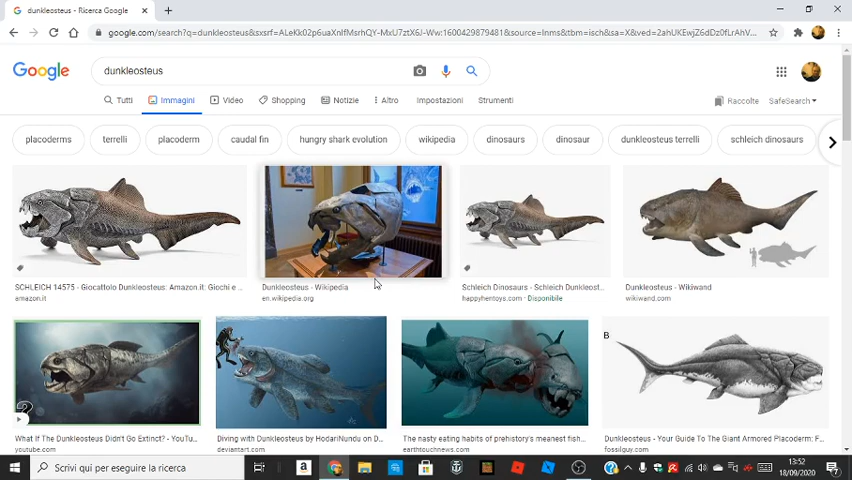 dunkleosteus - Ricerca Google
google.com/search?q=dunkleosteus&sxsrf=ALeKk02p6uaXnlfMsrhQY-MxU7ztX6J-Ww:1600429879481&source=lnms&tbm=isch&sa=X&ved=2ahUKEwjZ6dDz0fLrAhV...
Google
dunkleosteus
Tutti Immagini Video Shopping Notizie Altro Impostazioni Strumenti Raccolte SafeSearch
placoderms terrelli placoderm caudal fin hungry shark evolution wikipedia dinosaurs dinosaur dunkleosteus terrelli schleich dinosaurs
SCHLEICH 14575 - Giocattolo Dunkleosteus: Amazon.it: Giochi e ...
amazon.it
Dunkleosteus - Wikipedia
en.wikipedia.org
Schleich Dinosaurs - Schleich Dunkleost...
happyhentoys.com - Disponibile
Dunkleosteus - Wikiwand
wikiwand.com
B
What If The Dunkleosteus Didn't Go Extinct? - YouTu...
youtube.com
Diving with Dunkleosteus by HodariNundu on D...
deviantart.com
The nasty eating habits of prehistory's meanest fish...
earthtouchnews.com
Dunkleosteus - Your Guide To The Giant Armored Placoderm: F...
fossilguy.com
Scrivi qui per eseguire la ricerca
13:52
18/09/2020